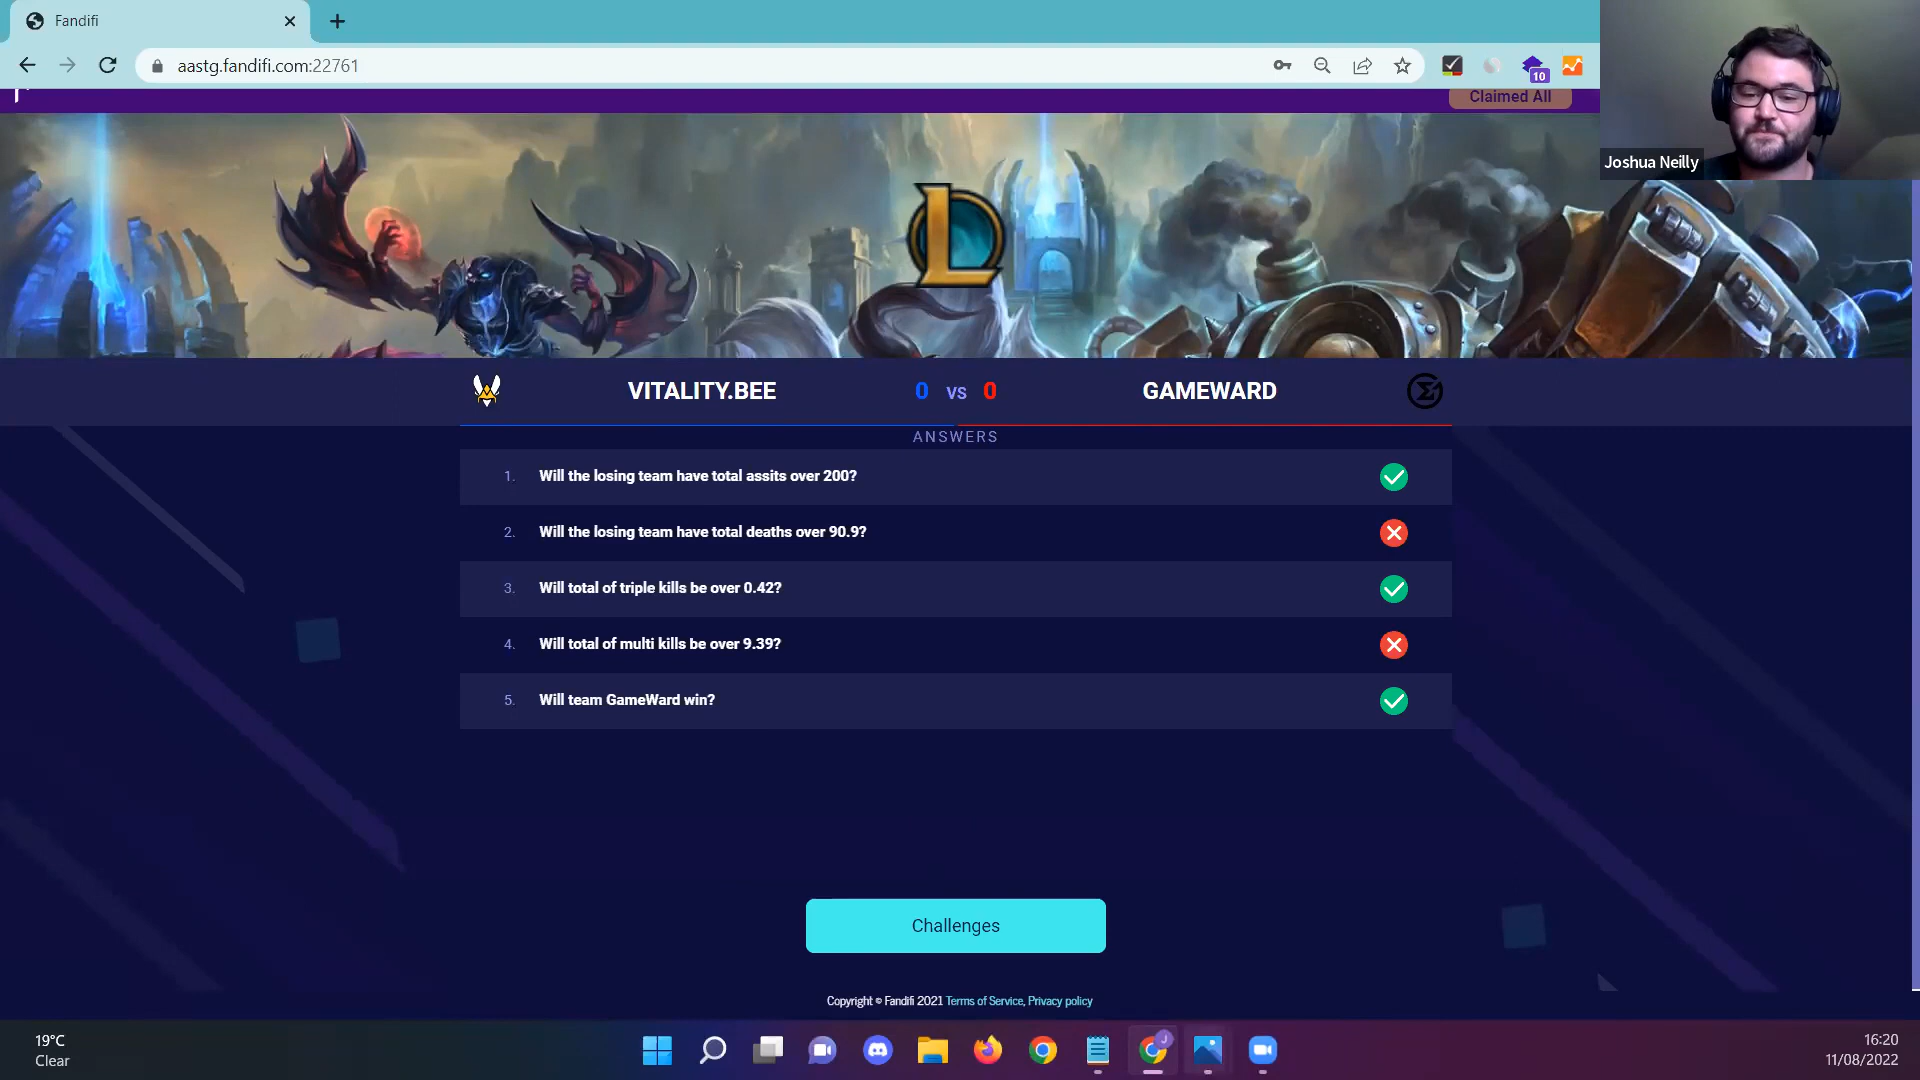 Fandifi
aastg.fandifi.com:22761
10
Claimed All
Joshua Neilly
VITALITY.BEE 0 VS 0 GAMEWARD
ANSWERS
1. Will the losing team have total assits over 200?
2. Will the losing team have total deaths over 90.9?
3. Will total of triple kills be over 0.42?
4. Will total of multi kills be over 9.39?
5. Will team GameWard win?
Challenges
Copyright © Fandifi 2021 Terms of Service, Privacy policy
19°C
Clear
J
16:20
11/08/2022